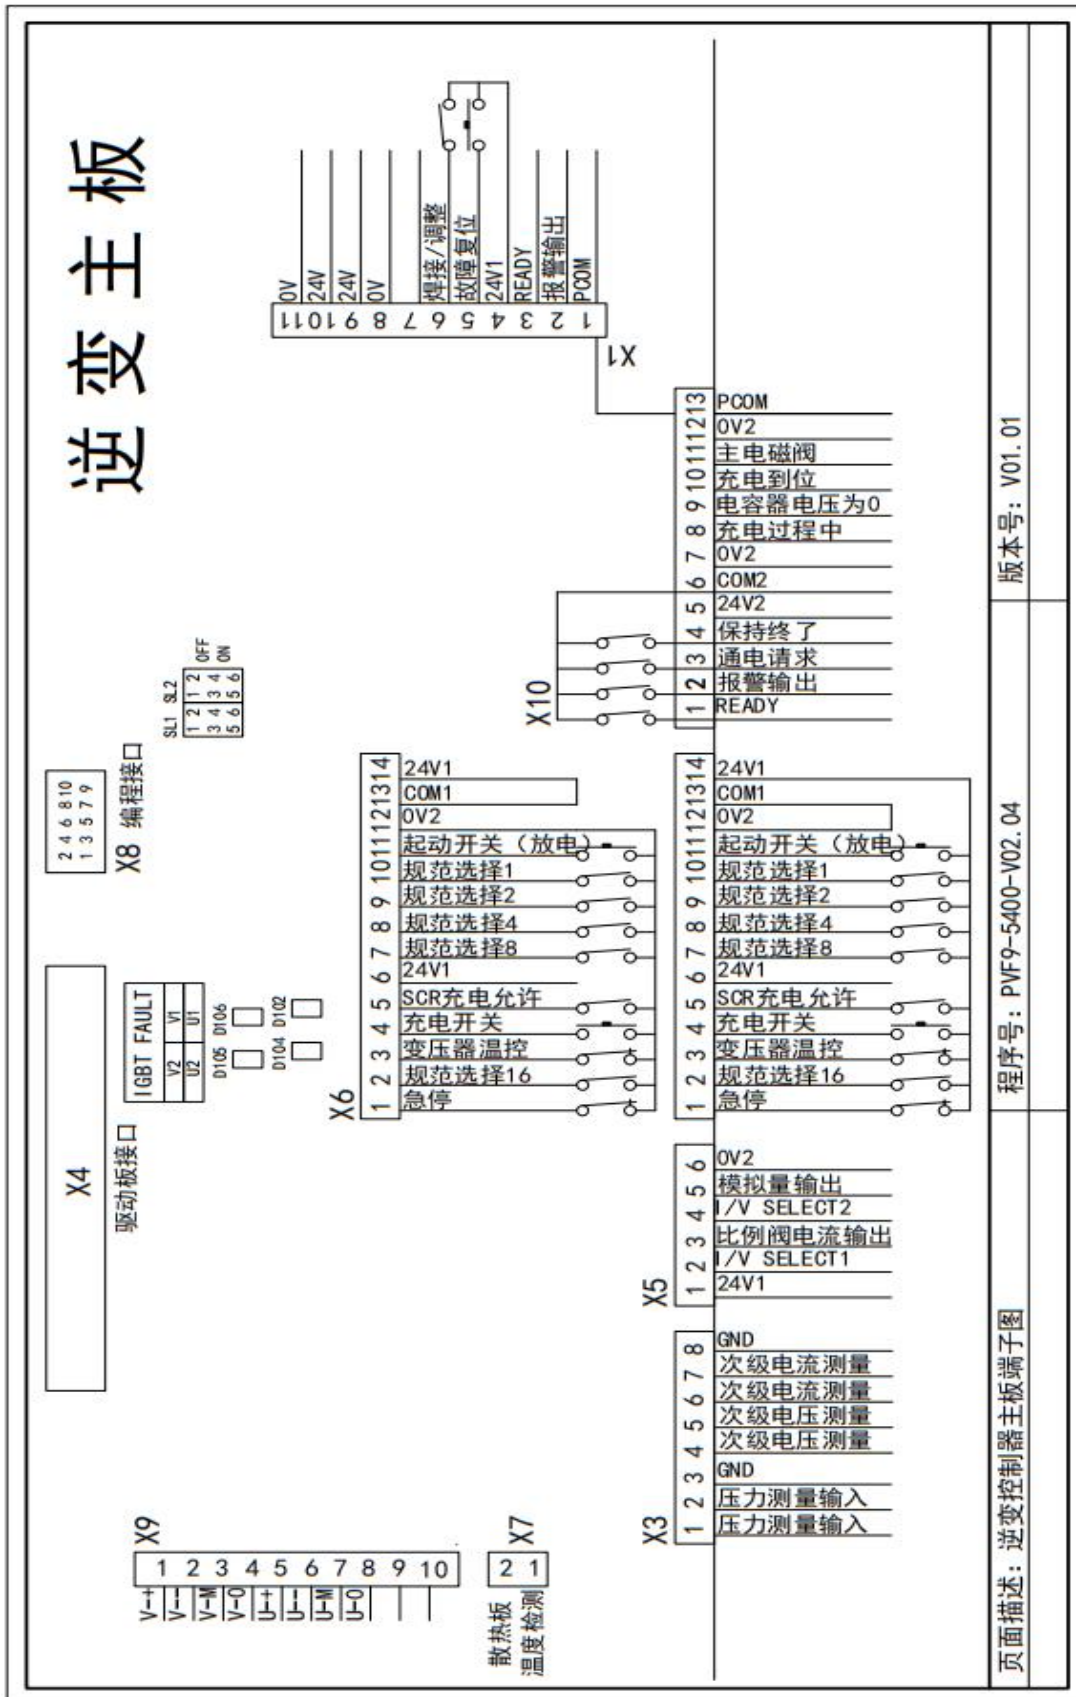 逆变主板
X4
驱动板接口
2 4 6 8 10
1 3 5 7 9
X8 编程接口
IGBT FAULT
V2 V1
U2 U1
D105 D106
D104 D102
SL1 SL2
1 2 1 2 OFF
3 4 3 4 ON
5 6 5 6
X9
1 V-+
2 V--
3 V-M
4 V-O
5 U-+
6 U--
7 U-M
8 U-O
9
10
X7
2 1
散热板
温度检测
X1
11 0V
10 24V
9 24V
8 0V
7
6 焊接/调整
5 故障复位
4 24V1
3 READY
2 报警输出
1 PCOM
X6
14 24V1
13 COM1
12 0V2
11 起动开关（放电）
10 规范选择1
9 规范选择2
8 规范选择4
7 规范选择8
6 24V1
5 SCR充电允许
4 充电开关
3 变压器温控
2 规范选择16
1 急停
X10
13 PCOM
12 0V2
11 主电磁阀
10 充电到位
9 电容器电压为0
8 充电过程中
7 0V2
6 COM2
5 24V2
4 保持终了
3 通电请求
2 报警输出
1 READY
14 24V1
13 COM1
12 0V2
11 起动开关（放电）
10 规范选择1
9 规范选择2
8 规范选择4
7 规范选择8
6 24V1
5 SCR充电允许
4 充电开关
3 变压器温控
2 规范选择16
1 急停
X5
6 0V2
5 模拟量输出
4 I/V SELECT2
3 比例阀电流输出
2 I/V SELECT1
1 24V1
X3
8 GND
7 次级电流测量
6 次级电流测量
5 次级电压测量
4 次级电压测量
3 GND
2 压力测量输入
1 压力测量输入
页面描述：逆变控制器主板端子图
程序号：PVF9-5400-V02.04
版本号：V01.01